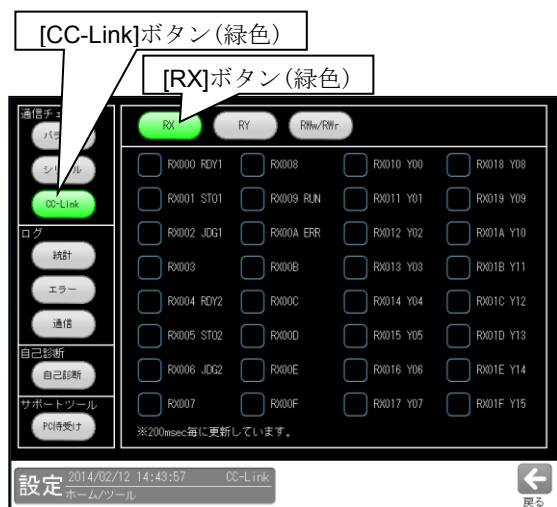 [CC-Link]ボタン(緑色)
[RX]ボタン(緑色)
通信チェ
パラ
シリ ル
CC-Link
ログ
統計
エラー
通信
自己診断
自己診断
サポートツール
PC待受け
RX RY RWw/RWr
RX000 RDY1 RX008 RX010 Y00 RX018 Y08
RX001 STO1 RX009 RUN RX011 Y01 RX019 Y09
RX002 JDG1 RX00A ERR RX012 Y02 RX01A Y10
RX003 RX00B RX013 Y03 RX01B Y11
RX004 RDY2 RX00C RX014 Y04 RX01C Y12
RX005 STO2 RX00D RX015 Y05 RX01D Y13
RX006 JDG2 RX00E RX016 Y06 RX01E Y14
RX007 RX00F RX017 Y07 RX01F Y15
※200msec毎に更新しています。
設定 2014/02/12 14:43:57 CC-Link
ホーム/ツール
戻る